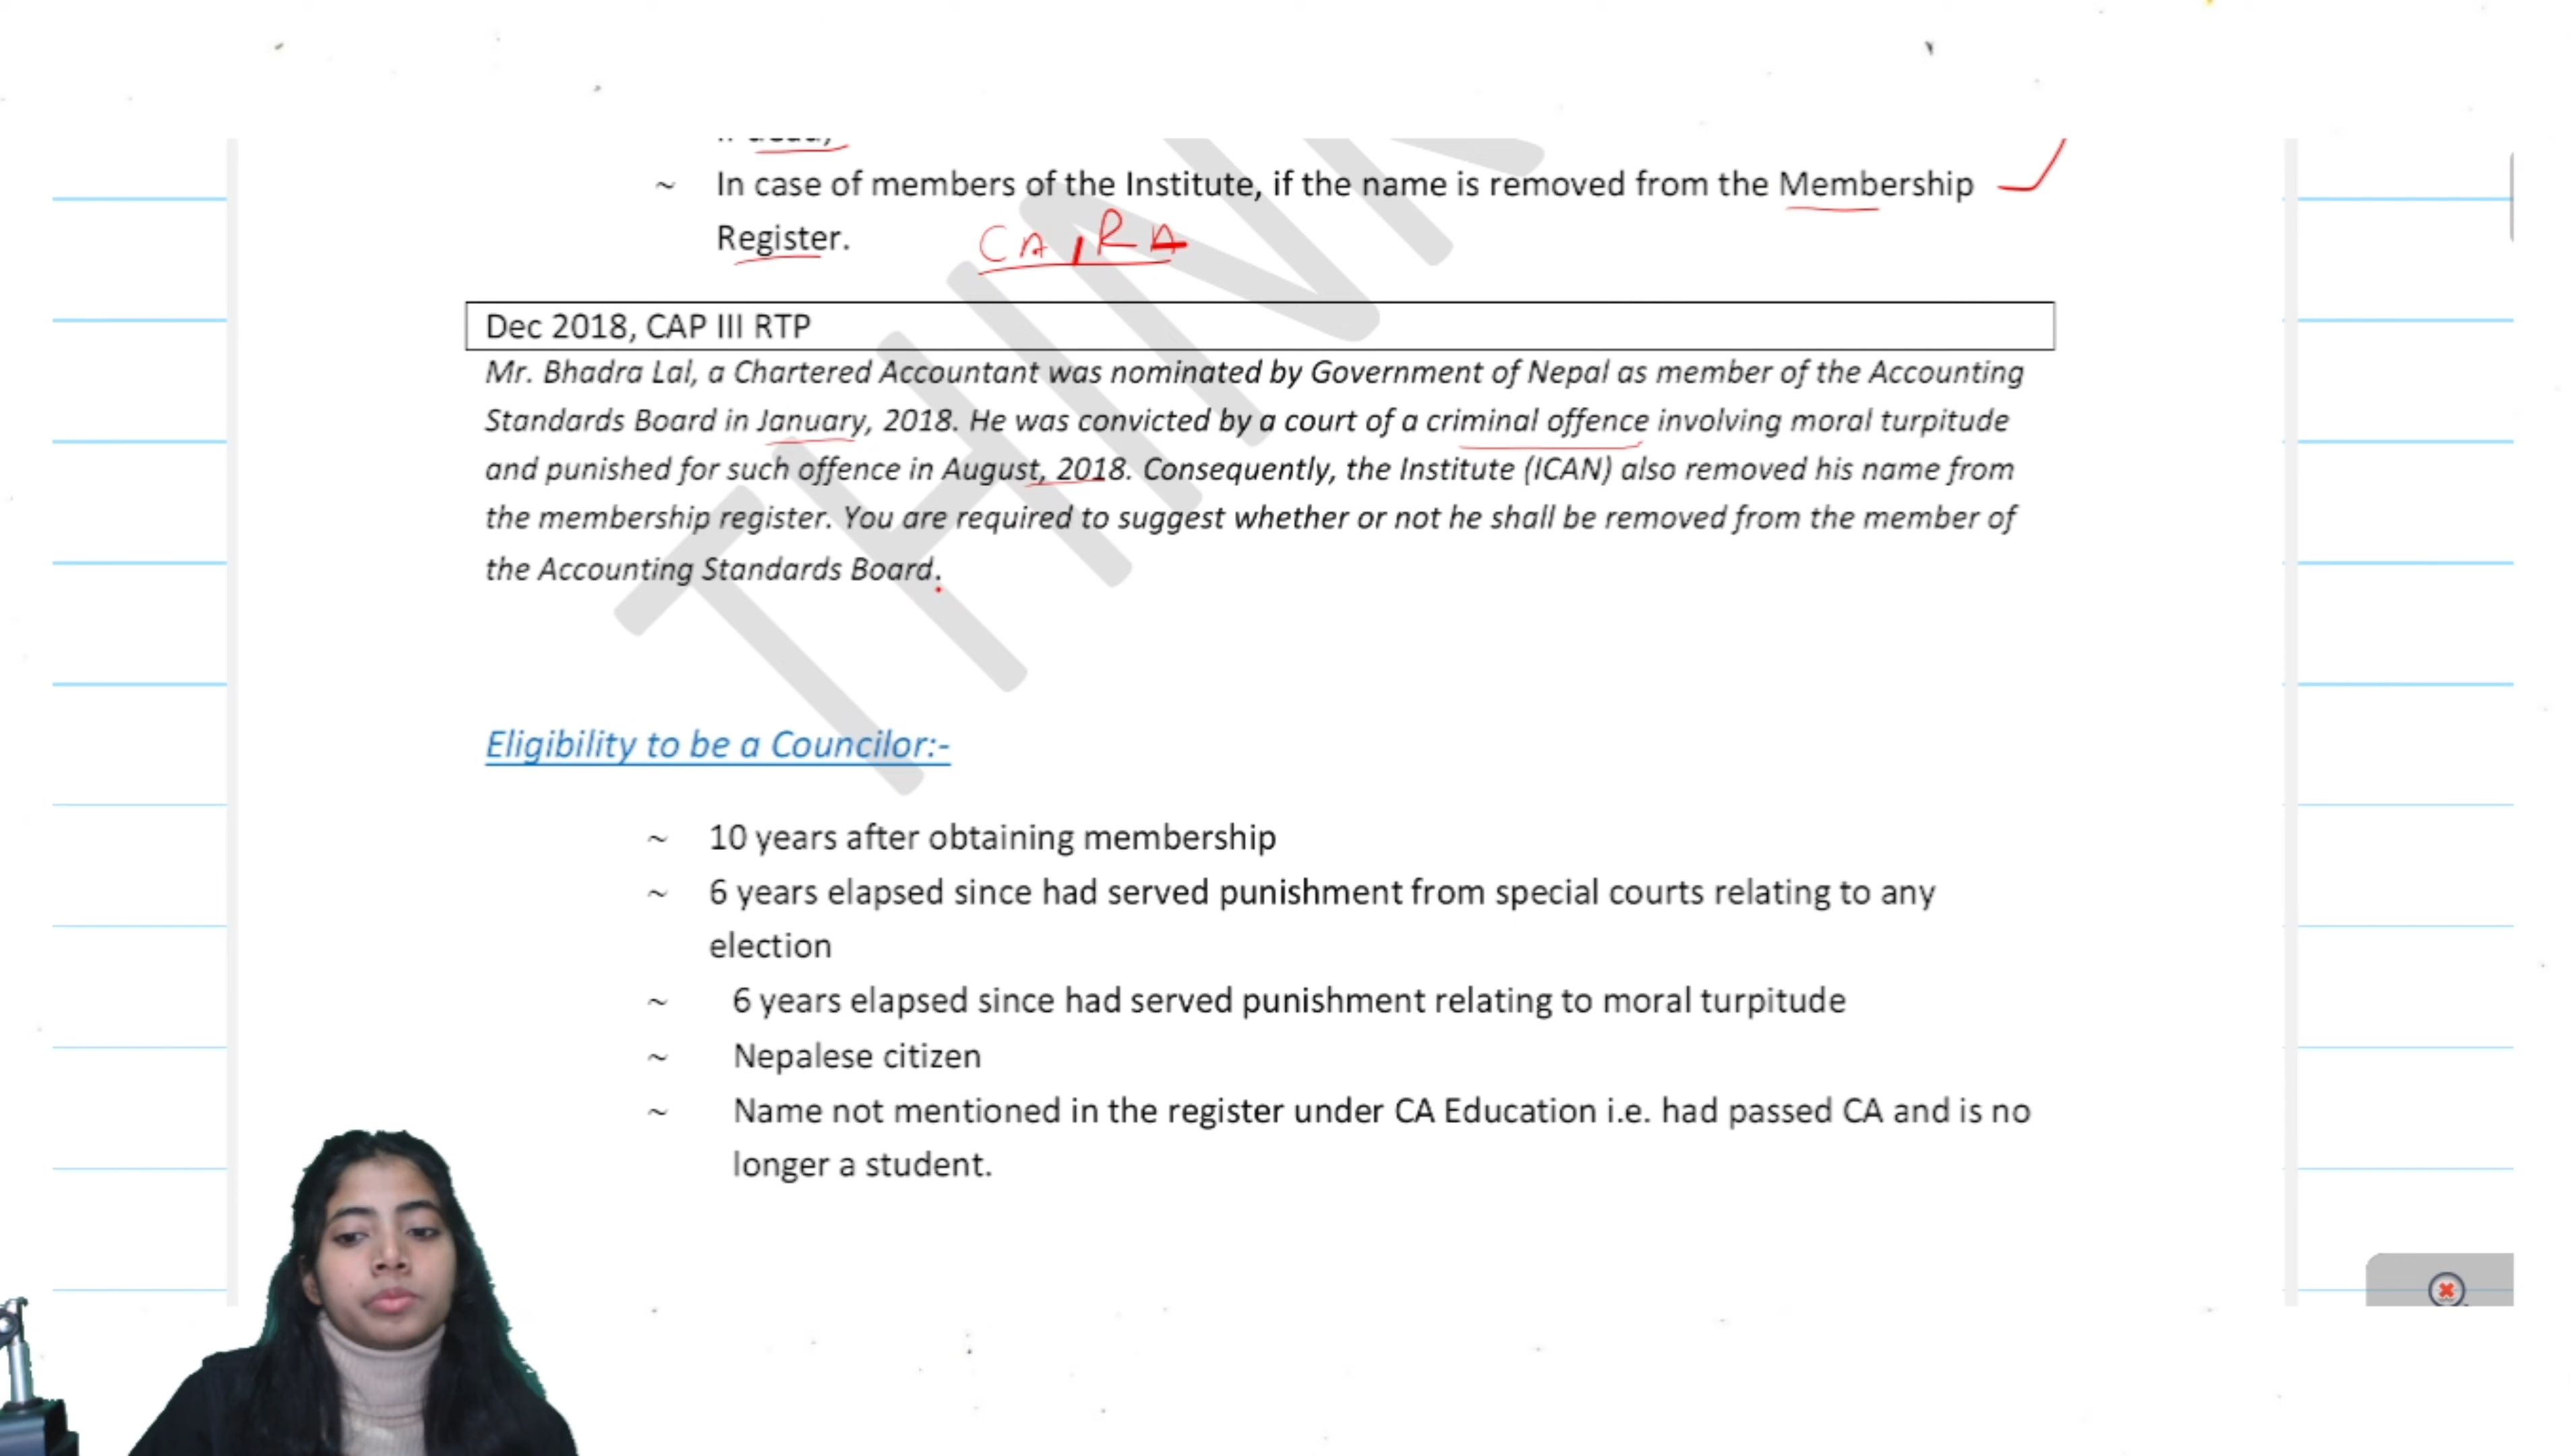 ~ In case of members of the Institute, if the name is removed from the Membership
Register.
CA, RA
Dec 2018, CAP III RTP
Mr. Bhadra Lal, a Chartered Accountant was nominated by Government of Nepal as member of the Accounting
Standards Board in January, 2018. He was convicted by a court of a criminal offence involving moral turpitude
and punished for such offence in August, 2018. Consequently, the Institute (ICAN) also removed his name from
the membership register. You are required to suggest whether or not he shall be removed from the member of
the Accounting Standards Board.
Eligibility to be a Councilor:-
~ 10 years after obtaining membership
~ 6 years elapsed since had served punishment from special courts relating to any
election
~ 6 years elapsed since had served punishment relating to moral turpitude
~ Nepalese citizen
~ Name not mentioned in the register under CA Education i.e. had passed CA and is no
longer a student.